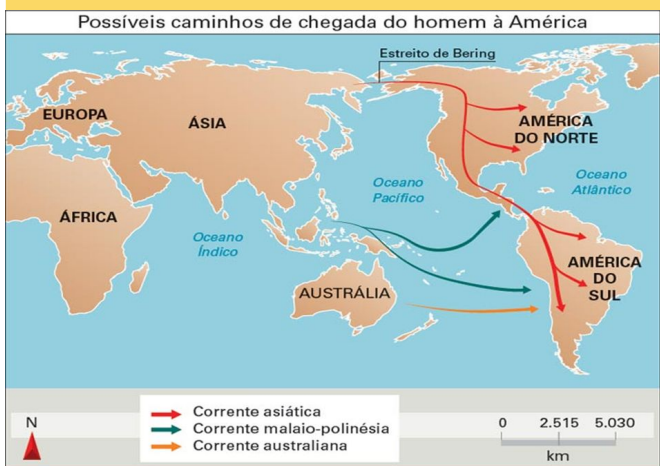 Possíveis caminhos de chegada do homem à América
Estreito de Bering
EUROPA
ÁSIA
AMÉRICA
DO NORTE
Oceano
Pacífico
Oceano
Atlântico
ÁFRICA
Oceano
Índico
AMÉRICA
DO
SUL
AUSTRÁLIA
N
Corrente asiática
Corrente malaio-polinésia
Corrente australiana
0 2.515 5.030
km